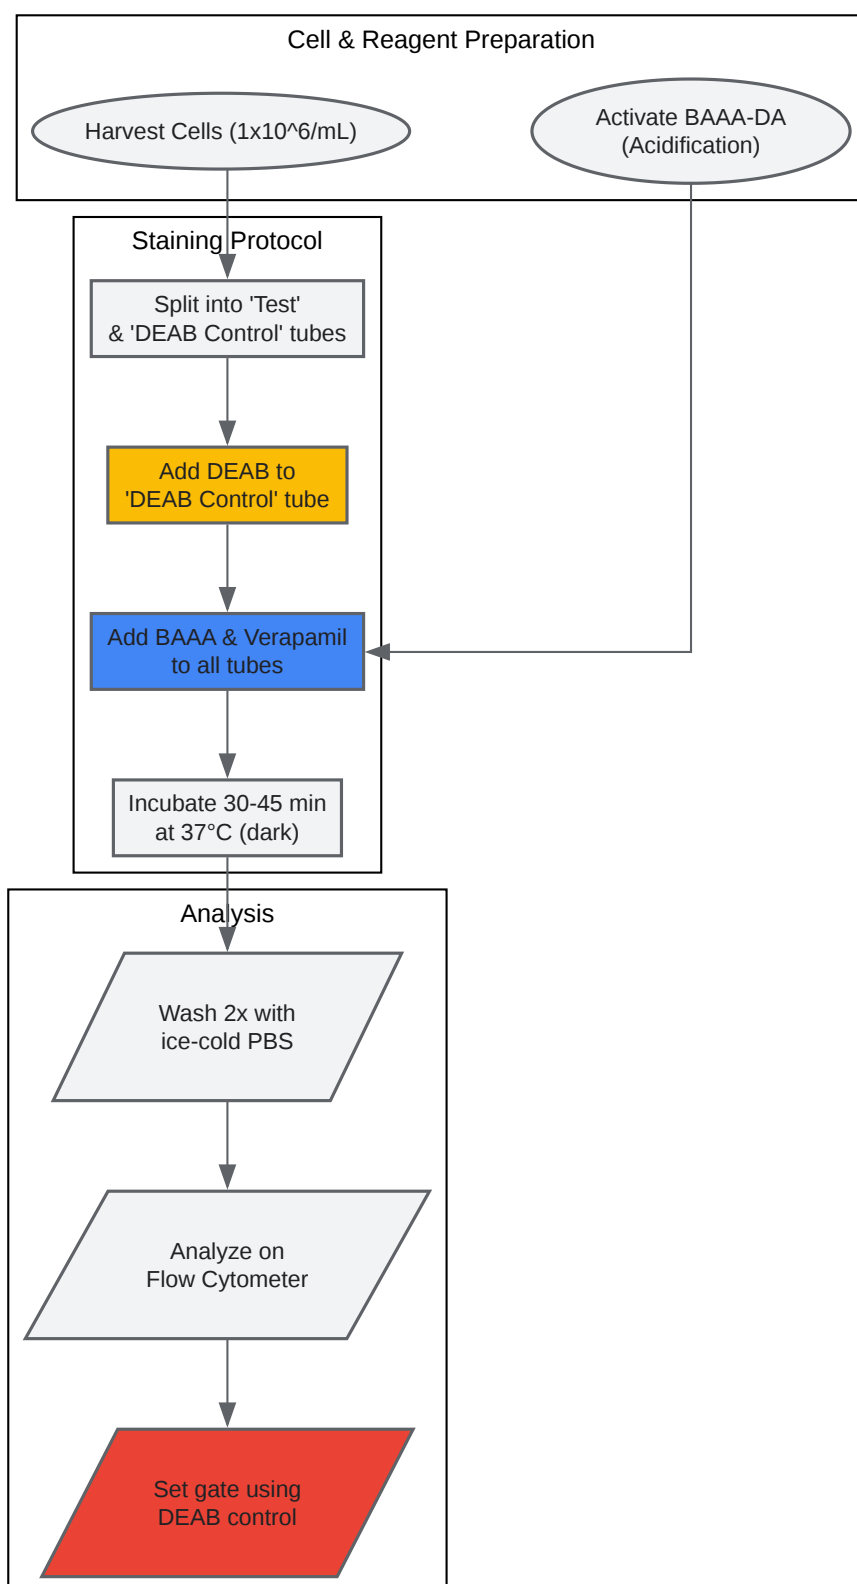 Cell & Reagent Preparation
Harvest Cells (1x10^6/mL)
Activate BAAA-DA
(Acidification)
Staining Protocol
Split into 'Test'
& 'DEAB Control' tubes
Add DEAB to
'DEAB Control' tube
Add BAAA & Verapamil
to all tubes
Incubate 30-45 min
at 37°C (dark)
Analysis
Wash 2x with
ice-cold PBS
Analyze on
Flow Cytometer
Set gate using
DEAB control